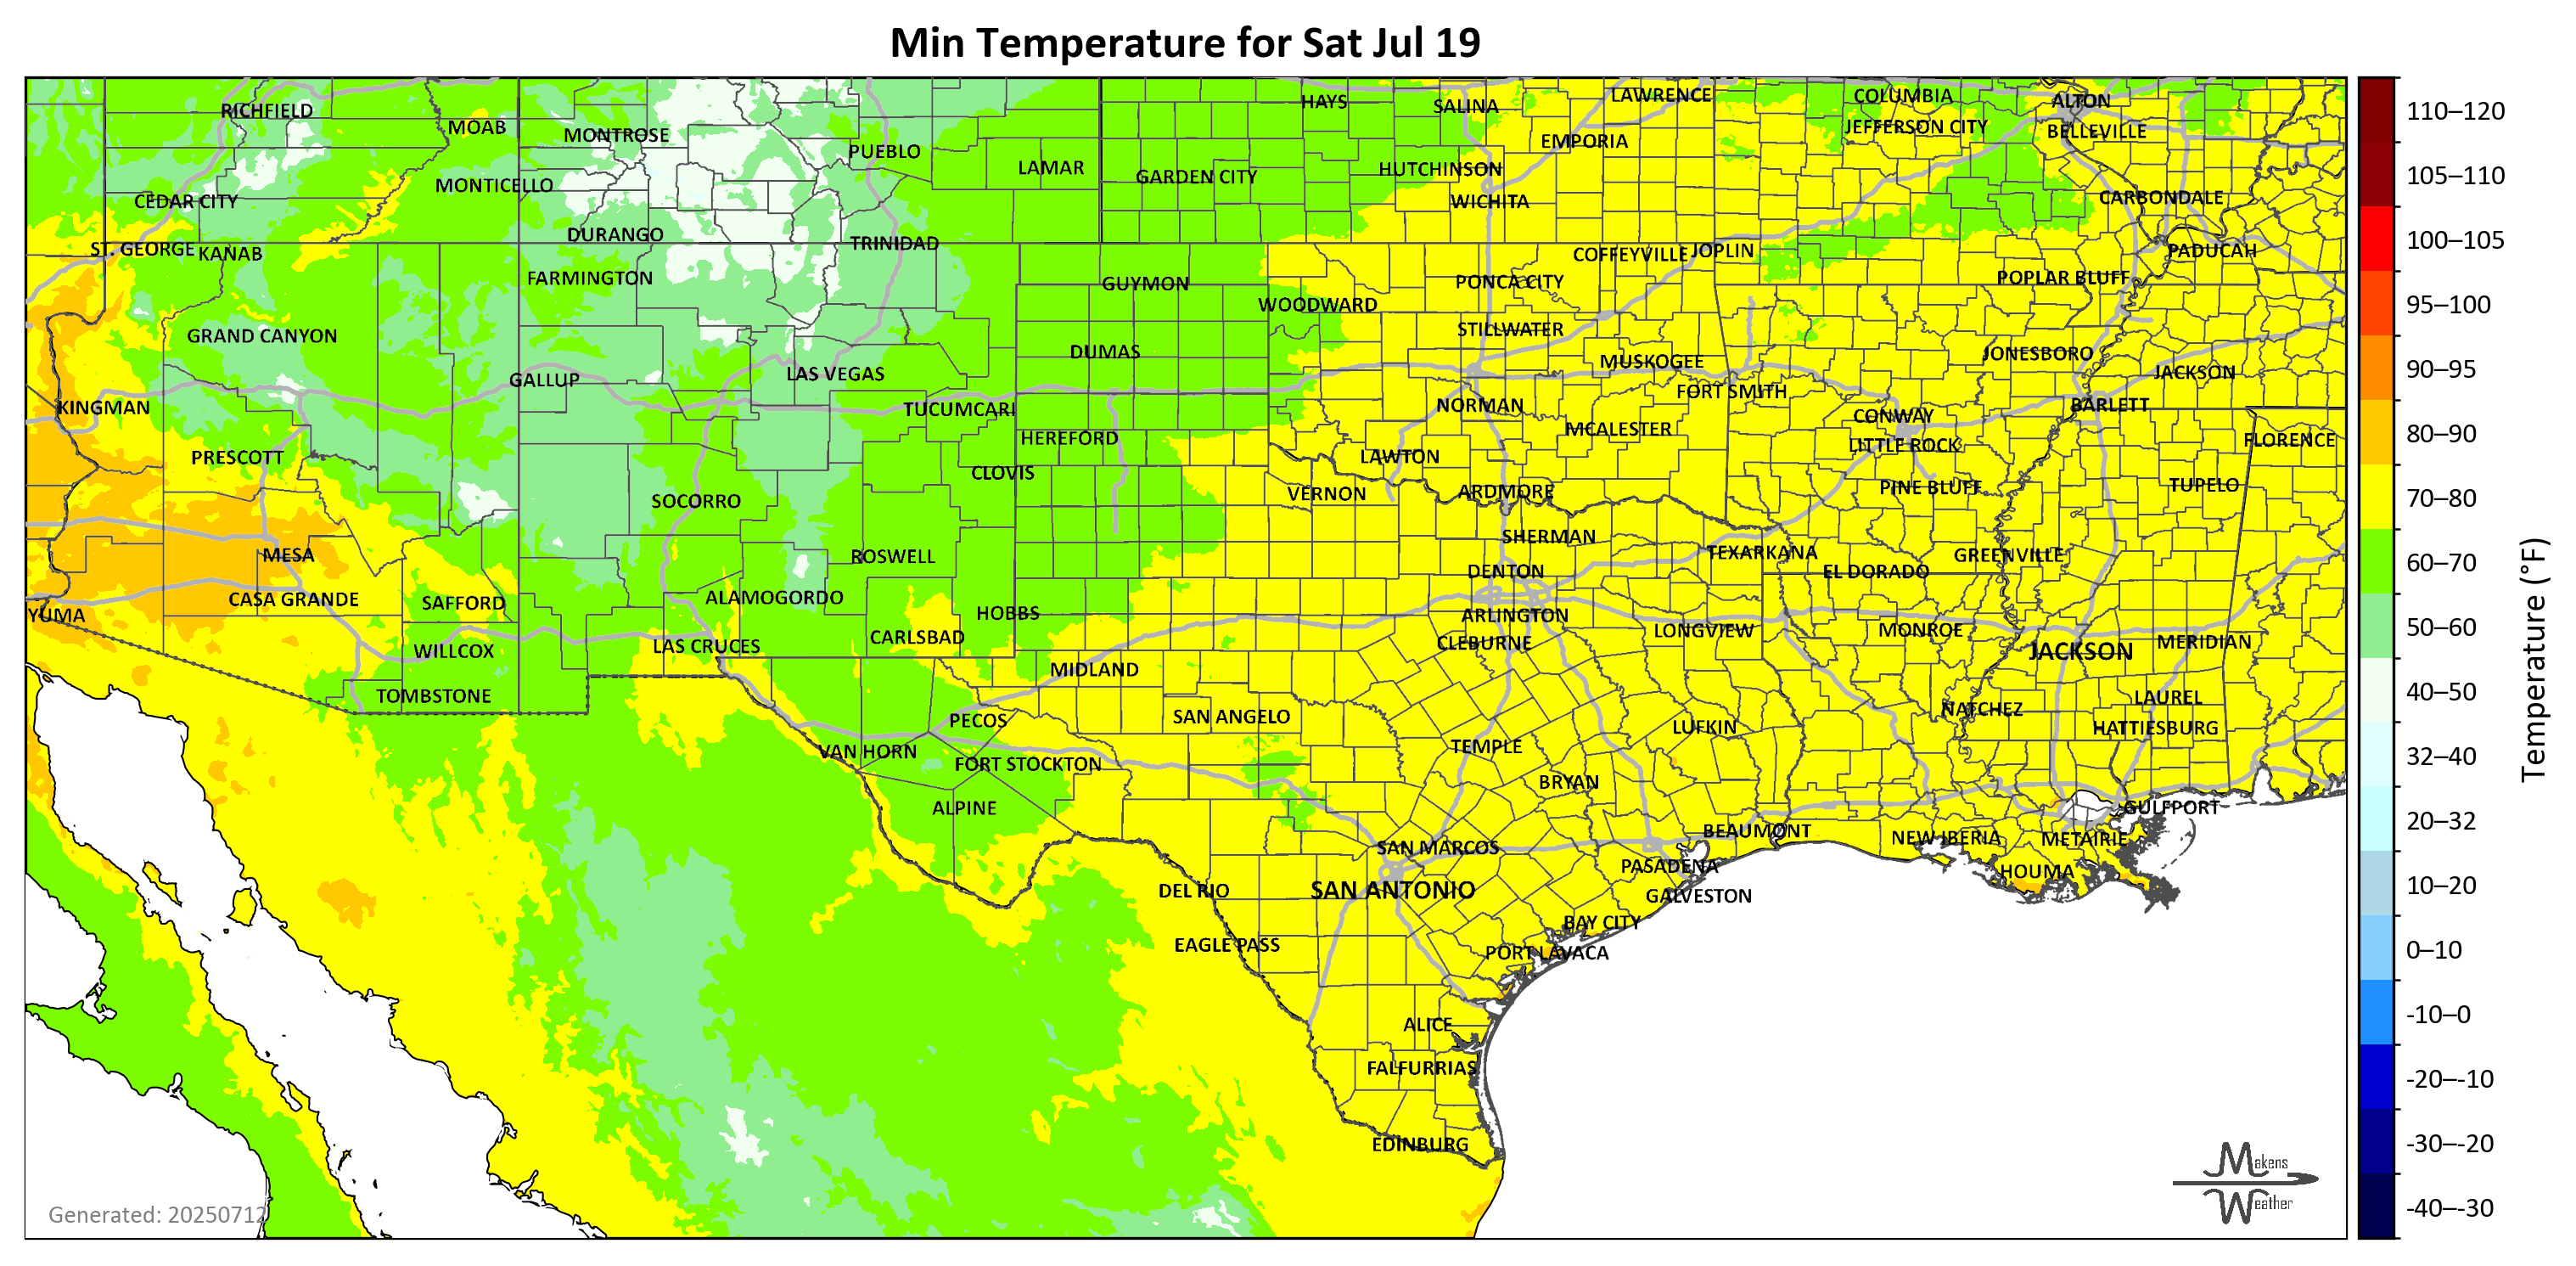 Min Temperature for Sat Jul 19
RICHFIELD
MOAB
MONTROSE
PUEBLO
LAMAR
HAYS
SALINA
LAWRENCE
EMPORIA
COLUMBIA
JEFFERSON CITY
ALTON
BELLEVILLE
CEDAR CITY
MONTICELLO
GARDEN CITY
HUTCHINSON
WICHITA
CARBONDALE
ST. GEORGE
KANAB
DURANGO
TRINIDAD
FARMINGTON
GUYMON
WOODWARD
PONCA CITY
COFFEYVILLE
JOPLIN
POPLAR BLUFF
PADUCAH
GRAND CANYON
DUMAS
STILLWATER
MUSKOGEE
JONESBORO
JACKSON
KINGMAN
GALLUP
LAS VEGAS
TUCUMCARI
NORMAN
FORT SMITH
CONWAY
BARLETT
HEREFORD
MCALESTER
LITTLE ROCK
FLORENCE
PRESCOTT
CLOVIS
LAWTON
SOCORRO
VERNON
ARDMORE
PINE BLUFF
TUPELO
MESA
ROSWELL
SHERMAN
TEXARKANA
GREENVILLE
DENTON
EL DORADO
YUMA
CASA GRANDE
SAFFORD
ALAMOGORDO
HOBBS
ARLINGTON
CARLSBAD
CLEBURNE
LONGVIEW
MONROE
MERIDIAN
WILLCOX
LAS CRUCES
MIDLAND
JACKSON
TOMBSTONE
PECOS
SAN ANGELO
LUFKIN
NATCHEZ
LAUREL
HATTIESBURG
VAN HORN
FORT STOCKTON
TEMPLE
BRYAN
ALPINE
GULFPORT
BEAUMONT
NEW IBERIA
METAIRIE
SAN MARCOS
PASADENA
HOUMA
DEL RIO
SAN ANTONIO
GALVESTON
BAY CITY
EAGLE PASS
PORT LAVACA
ALICE
FALFURRIAS
EDINBURG
Generated: 20250712
Makens
Weather
110–120
105–110
100–105
95–100
90–95
80–90
70–80
60–70
50–60
40–50
32–40
20–32
10–20
0–10
-10–0
-20–-10
-30–-20
-40–-30
Temperature (°F)